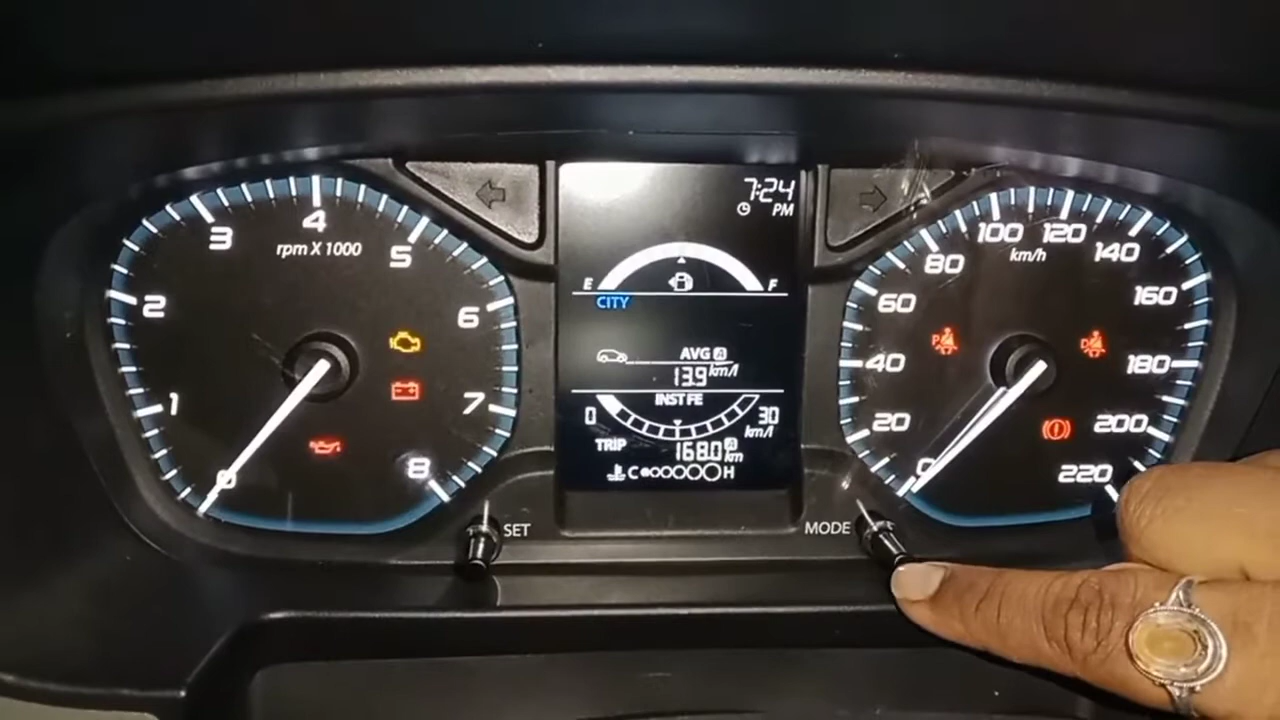 1 2 3 4 5 6 7 8
rpm X 1000
0
SET
7:24
PM
E F
CITY
AVG A
13.9 km/l
INST FE
0 30
km/l
TRIP 168.0 A km
C H
MODE
0 20 40 60 80 100 120 140 160 180 200 220
km/h
P
D